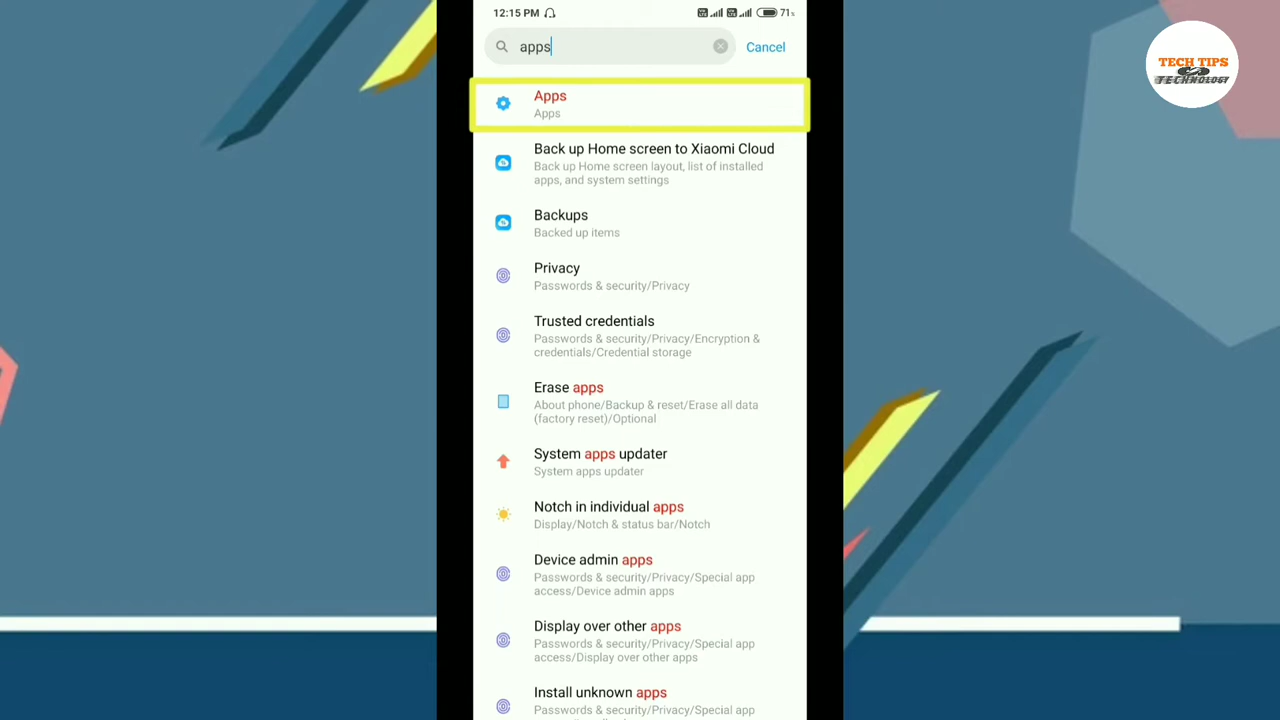 12:15 PM 71%
apps Cancel
TECH TIPS
TECHNOLOGY
Apps
Apps
Back up Home screen to Xiaomi Cloud
Back up Home screen layout, list of installed
apps, and system settings
Backups
Backed up items
Privacy
Passwords & security/Privacy
Trusted credentials
Passwords & security/Privacy/Encryption &
credentials/Credential storage
Erase apps
About phone/Backup & reset/Erase all data
(factory reset)/Optional
System apps updater
System apps updater
Notch in individual apps
Display/Notch & status bar/Notch
Device admin apps
Passwords & security/Privacy/Special app
access/Device admin apps
Display over other apps
Passwords & security/Privacy/Special app
access/Display over other apps
Install unknown apps
Passwords & security/Privacy/Special app